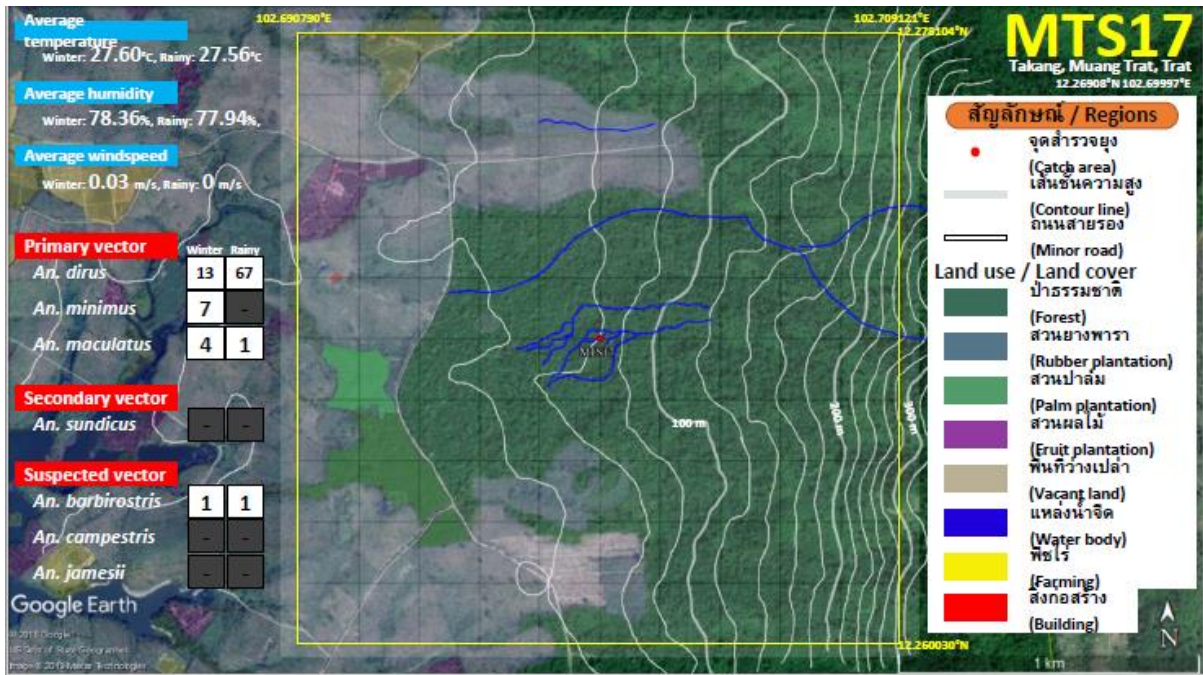 Average
temperature
Winter: 27.60°C, Rainy: 27.56°C
Average humidity
Winter: 78.36%, Rainy: 77.94%,
Average windspeed
Winter: 0.03 m/s, Rainy: 0 m/s
Primary vector Winter Rainy
An. dirus 13 67
An. minimus 7 -
An. maculatus 4 1
Secondary vector
An. sundicus - -
Suspected vector
An. barbirostris 1 1
An. campestris - -
An. jamesii - -
Google Earth
102.690790°E
102.709121°E
12.278104°N
100 m
200 m
300 m
12.260030°N
MTS17
Takang, Muang Trat, Trat
12.26908°N 102.69997°E
สัญลักษณ์ / Regions
จุดสำรวจยุง
(Catch area)
เส้นชั้นความสูง
(Contour line)
ถนนสายรอง
(Minor road)
Land use / Land cover
ป่าธรรมชาติ
(Forest)
สวนยางพารา
(Rubber plantation)
สวนปาล์ม
(Palm plantation)
สวนผลไม้
(Fruit plantation)
พื้นที่ว่างเปล่า
(Vacant land)
แหล่งน้ำจืด
(Water body)
พืชไร่
(Farming)
สิ่งก่อสร้าง
(Building)
N
1 km